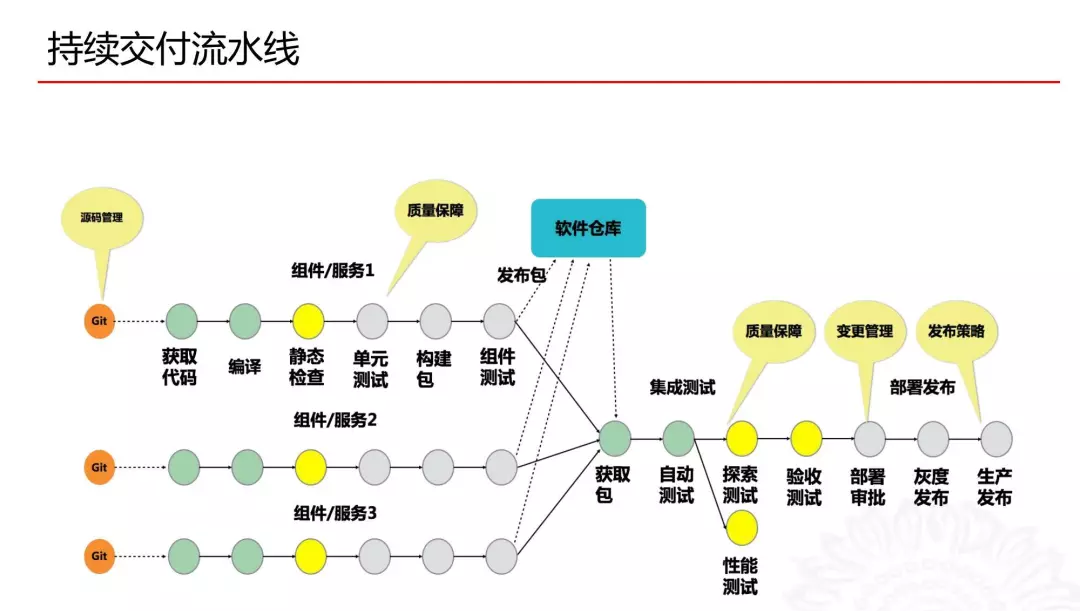 持续交付流水线
源码管理
质量保障
软件仓库
组件/服务1
发布包
Git
获取
代码
编译
静态
检查
单元
测试
构建
包
组件
测试
质量保障
变更管理
发布策略
集成测试
部署发布
组件/服务2
Git
获取
包
自动
测试
探索
测试
验收
测试
部署
审批
灰度
发布
生产
发布
组件/服务3
Git
性能
测试